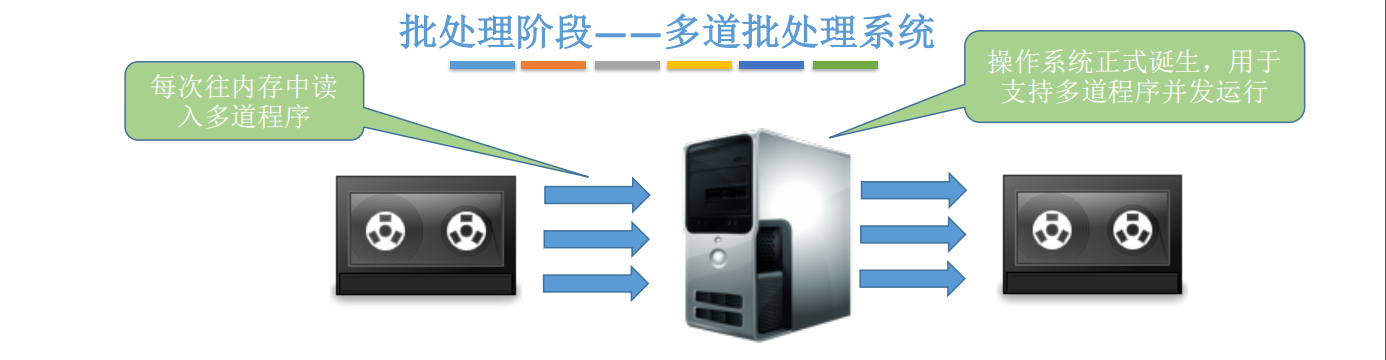 批处理阶段——多道批处理系统
每次往内存中读
入多道程序
操作系统正式诞生，用于
支持多道程序并发运行